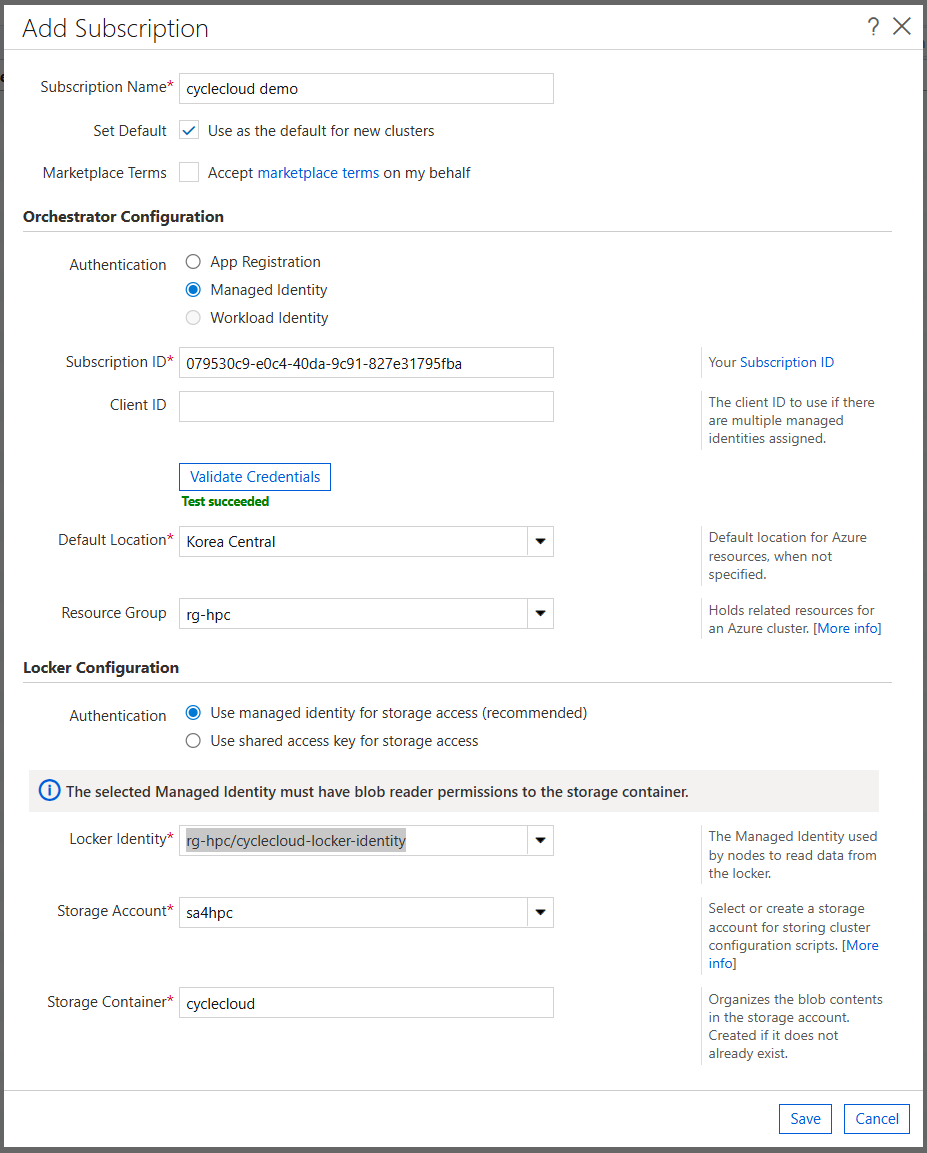 Add Subscription ?
Subscription Name* cyclecloud demo
Set Default Use as the default for new clusters
Marketplace Terms Accept marketplace terms on my behalf
Orchestrator Configuration
Authentication App Registration
Managed Identity
Workload Identity
Subscription ID* 079530c9-e0c4-40da-9c91-827e31795fba Your Subscription ID
Client ID
The client ID to use if there
are multiple managed
identities assigned.
Validate Credentials
Test succeeded
Default Location* Korea Central
Default location for Azure
resources, when not
specified.
Resource Group rg-hpc
Holds related resources for
an Azure cluster. [More info]
Locker Configuration
Authentication Use managed identity for storage access (recommended)
Use shared access key for storage access
The selected Managed Identity must have blob reader permissions to the storage container.
Locker Identity* rg-hpc/cyclecloud-locker-identity
The Managed Identity used
by nodes to read data from
the locker.
Storage Account* sa4hpc
Select or create a storage
account for storing cluster
configuration scripts. [More
info]
Storage Container* cyclecloud
Organizes the blob contents
in the storage account.
Created if it does not
already exist.
Save Cancel